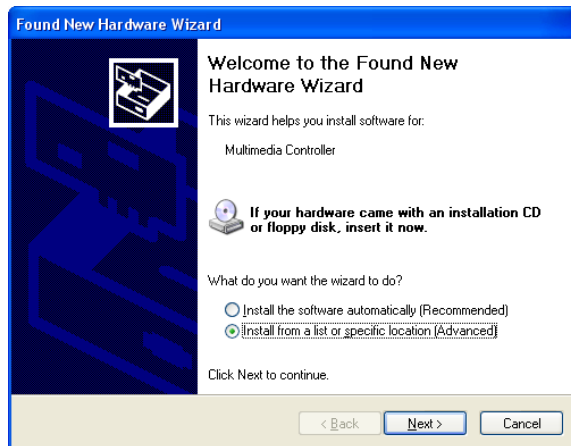 Found New Hardware Wizard
Welcome to the Found New
Hardware Wizard
This wizard helps you install software for:
Multimedia Controller
If your hardware came with an installation CD
or floppy disk, insert it now.
What do you want the wizard to do?
Install the software automatically (Recommended)
Install from a list or specific location (Advanced)
Click Next to continue.
< Back
Next >
Cancel